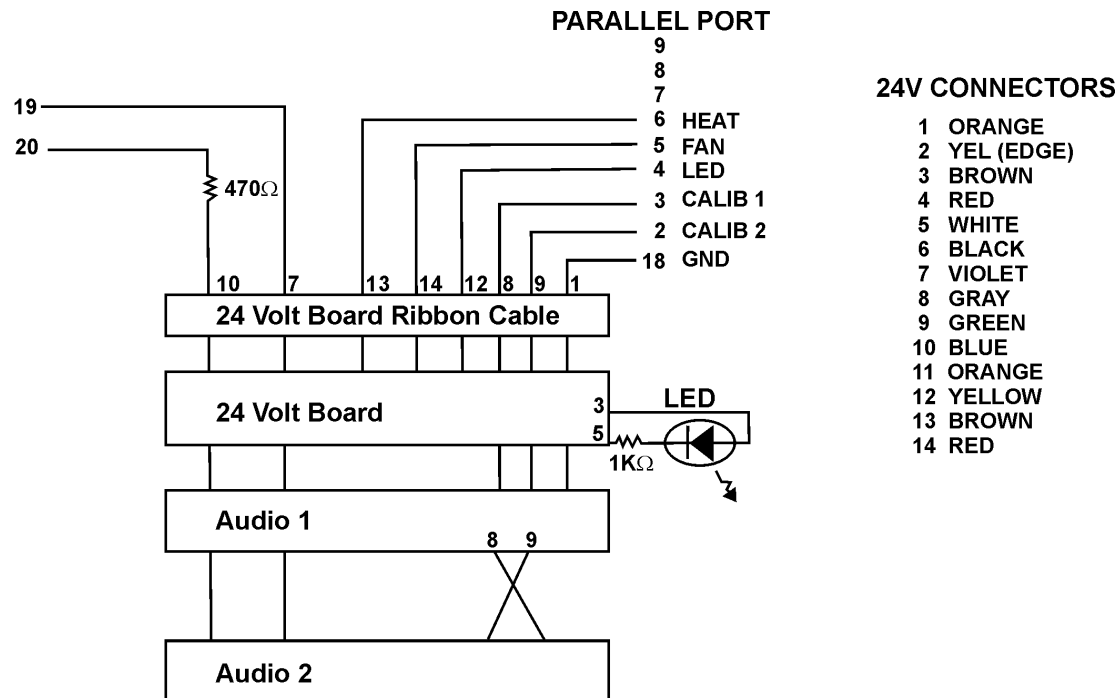 PARALLEL PORT
9
8
7
6 HEAT
5 FAN
4 LED
3 CALIB 1
2 CALIB 2
18 GND
19
20
470Ω
10 7 13 14 12 8 9 1
24 Volt Board Ribbon Cable
24 Volt Board
3
5
LED
1KΩ
Audio 1
8 9
Audio 2
24V CONNECTORS
1 ORANGE
2 YEL (EDGE)
3 BROWN
4 RED
5 WHITE
6 BLACK
7 VIOLET
8 GRAY
9 GREEN
10 BLUE
11 ORANGE
12 YELLOW
13 BROWN
14 RED